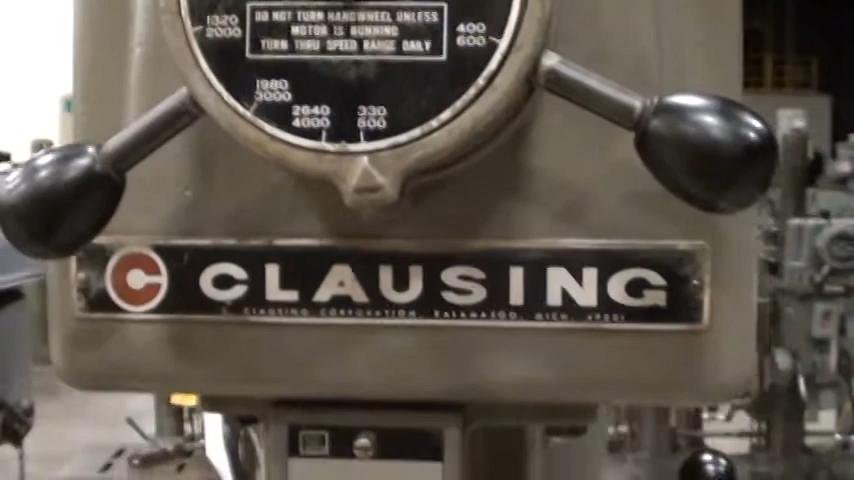 DO NOT TURN HANDWHEEL UNLESS
MOTOR IS RUNNING
TURN THRU SPEED RANGE DAILY
1320
2000
400
600
1980
3000
2640
4000
330
500
C CLAUSING
CLAUSING CORPORATION, KALAMAZOO, MICH.